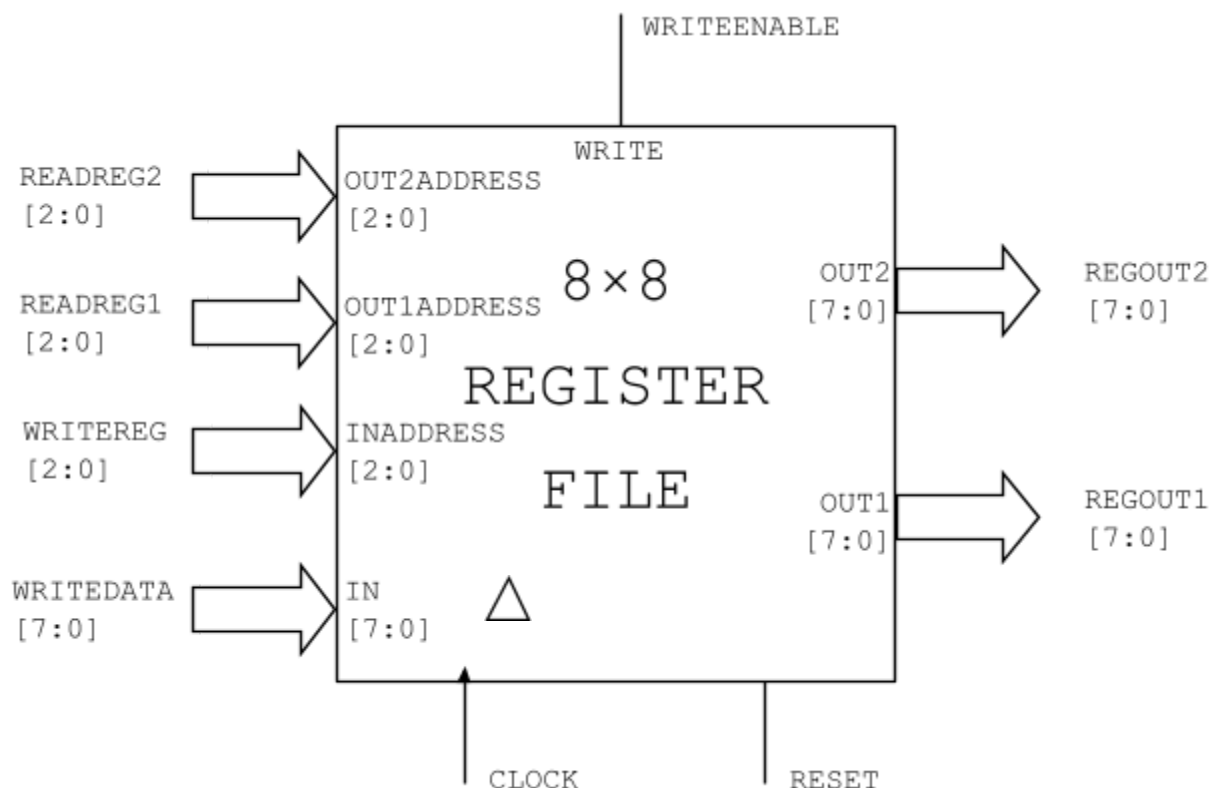 WRITEENABLE
WRITE
READREG2
[2:0]
OUT2ADDRESS
[2:0]
READREG1
[2:0]
OUT1ADDRESS
[2:0]
WRITEREG
[2:0]
INADDRESS
[2:0]
WRITEDATA
[7:0]
IN
[7:0]
8×8
REGISTER
FILE
OUT2
[7:0]
REGOUT2
[7:0]
OUT1
[7:0]
REGOUT1
[7:0]
CLOCK
RESET